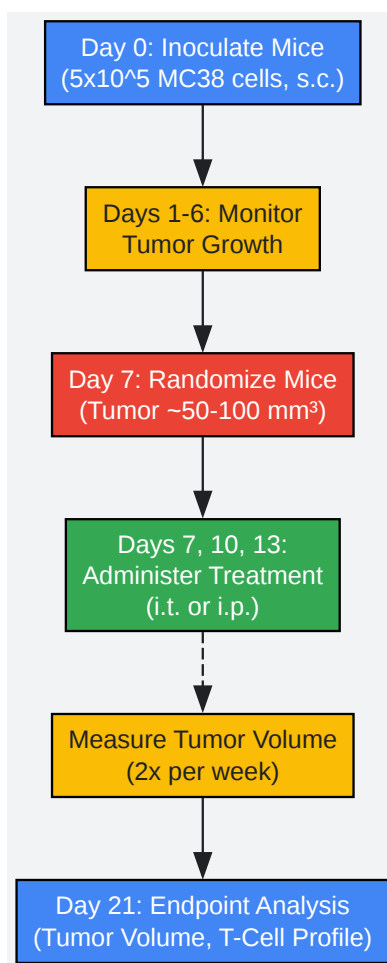 Day 0: Inoculate Mice
(5x10^5 MC38 cells, s.c.)
Days 1-6: Monitor
Tumor Growth
Day 7: Randomize Mice
(Tumor ~50-100 mm³)
Days 7, 10, 13:
Administer Treatment
(i.t. or i.p.)
Measure Tumor Volume
(2x per week)
Day 21: Endpoint Analysis
(Tumor Volume, T-Cell Profile)